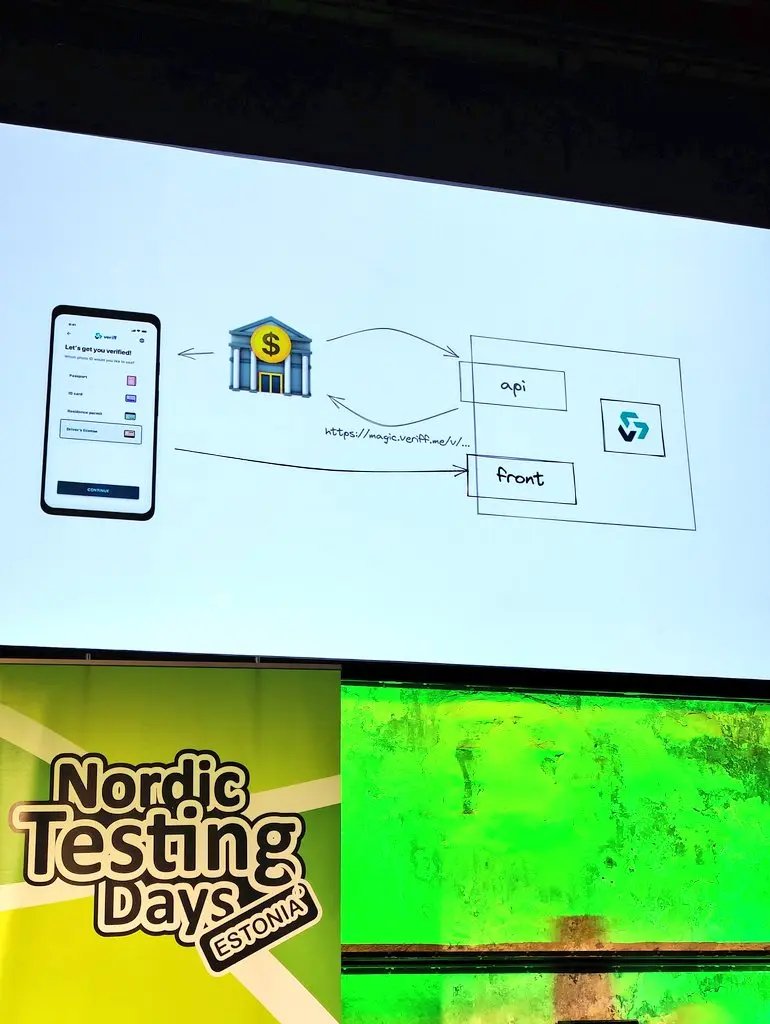 veriff
Let's get you verified!
Which photo ID would you like to use?
Passport
ID card
Residence permit
Driver's license
CONTINUE
$
api
https://magic.veriff.me/v/...
front
Nordic
Testing
Days
ESTONIA